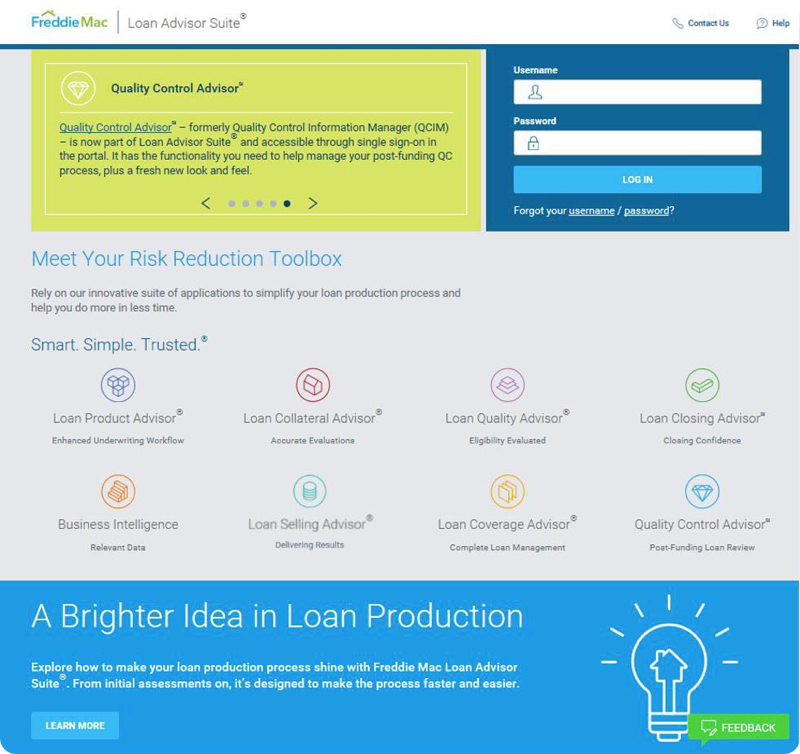 FreddieMac | Loan Advisor Suite®
Contact Us
Help
Quality Control Advisor℠
Quality Control Advisor℠ – formerly Quality Control Information Manager (QCIM)
– is now part of Loan Advisor Suite® and accessible through single sign-on in
the portal. It has the functionality you need to help manage your post-funding QC
process, plus a fresh new look and feel.
Username
Password
LOG IN
Forgot your username / password?
Meet Your Risk Reduction Toolbox
Rely on our innovative suite of applications to simplify your loan production process and
help you do more in less time.
Smart. Simple. Trusted.®
Loan Product Advisor®
Enhanced Underwriting Workflow
Loan Collateral Advisor®
Accurate Evaluations
Loan Quality Advisor®
Eligibility Evaluated
Loan Closing Advisor℠
Closing Confidence
Business Intelligence
Relevant Data
Loan Selling Advisor®
Delivering Results
Loan Coverage Advisor®
Complete Loan Management
Quality Control Advisor℠
Post-Funding Loan Review
A Brighter Idea in Loan Production
Explore how to make your loan production process shine with Freddie Mac Loan Advisor
Suite®. From initial assessments on, it's designed to make the process faster and easier.
LEARN MORE
FEEDBACK